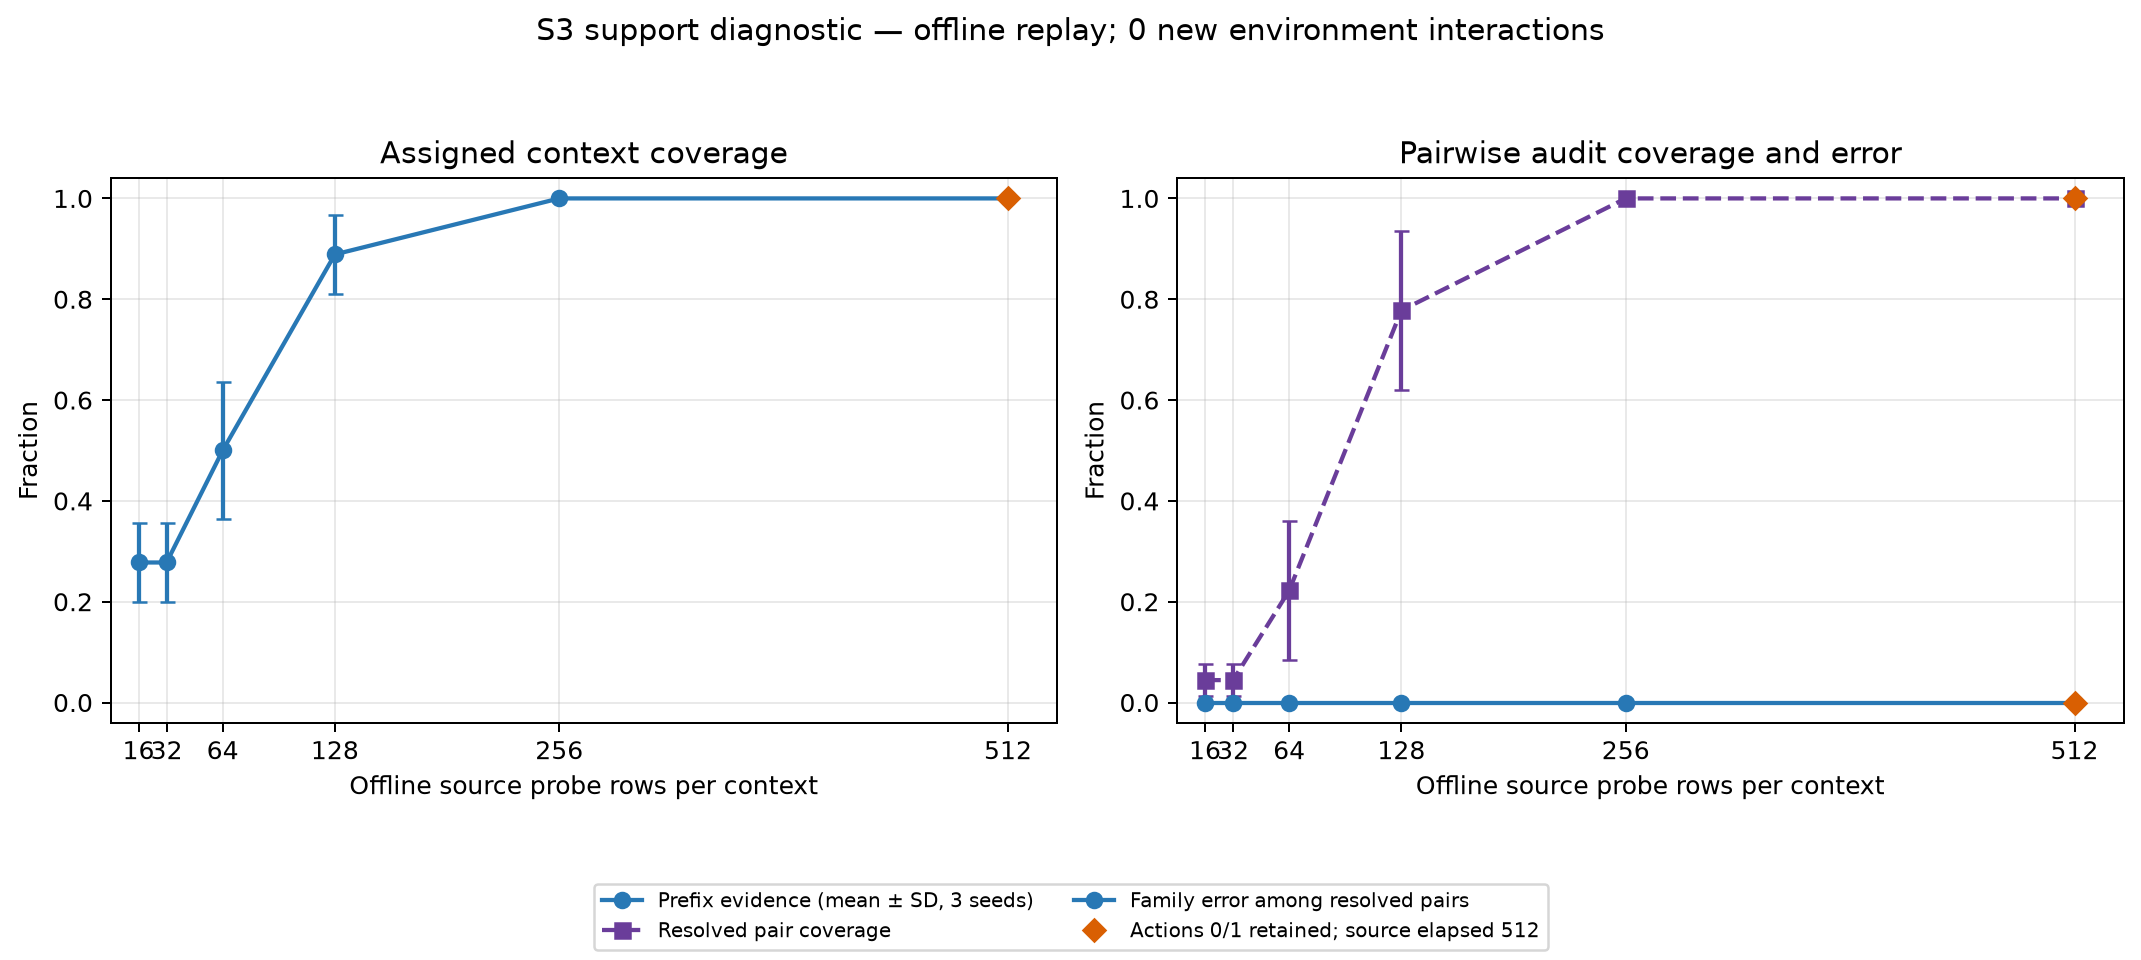 S3 support diagnostic — offline replay; 0 new environment interactions
Assigned context coverage
1.0
0.8
0.6
0.4
0.2
0.0
Fraction
16 32 64 128 256 512
Offline source probe rows per context
Pairwise audit coverage and error
1.0
0.8
0.6
0.4
0.2
0.0
Fraction
16 32 64 128 256 512
Offline source probe rows per context
Prefix evidence (mean ± SD, 3 seeds)
Resolved pair coverage
Family error among resolved pairs
Actions 0/1 retained; source elapsed 512